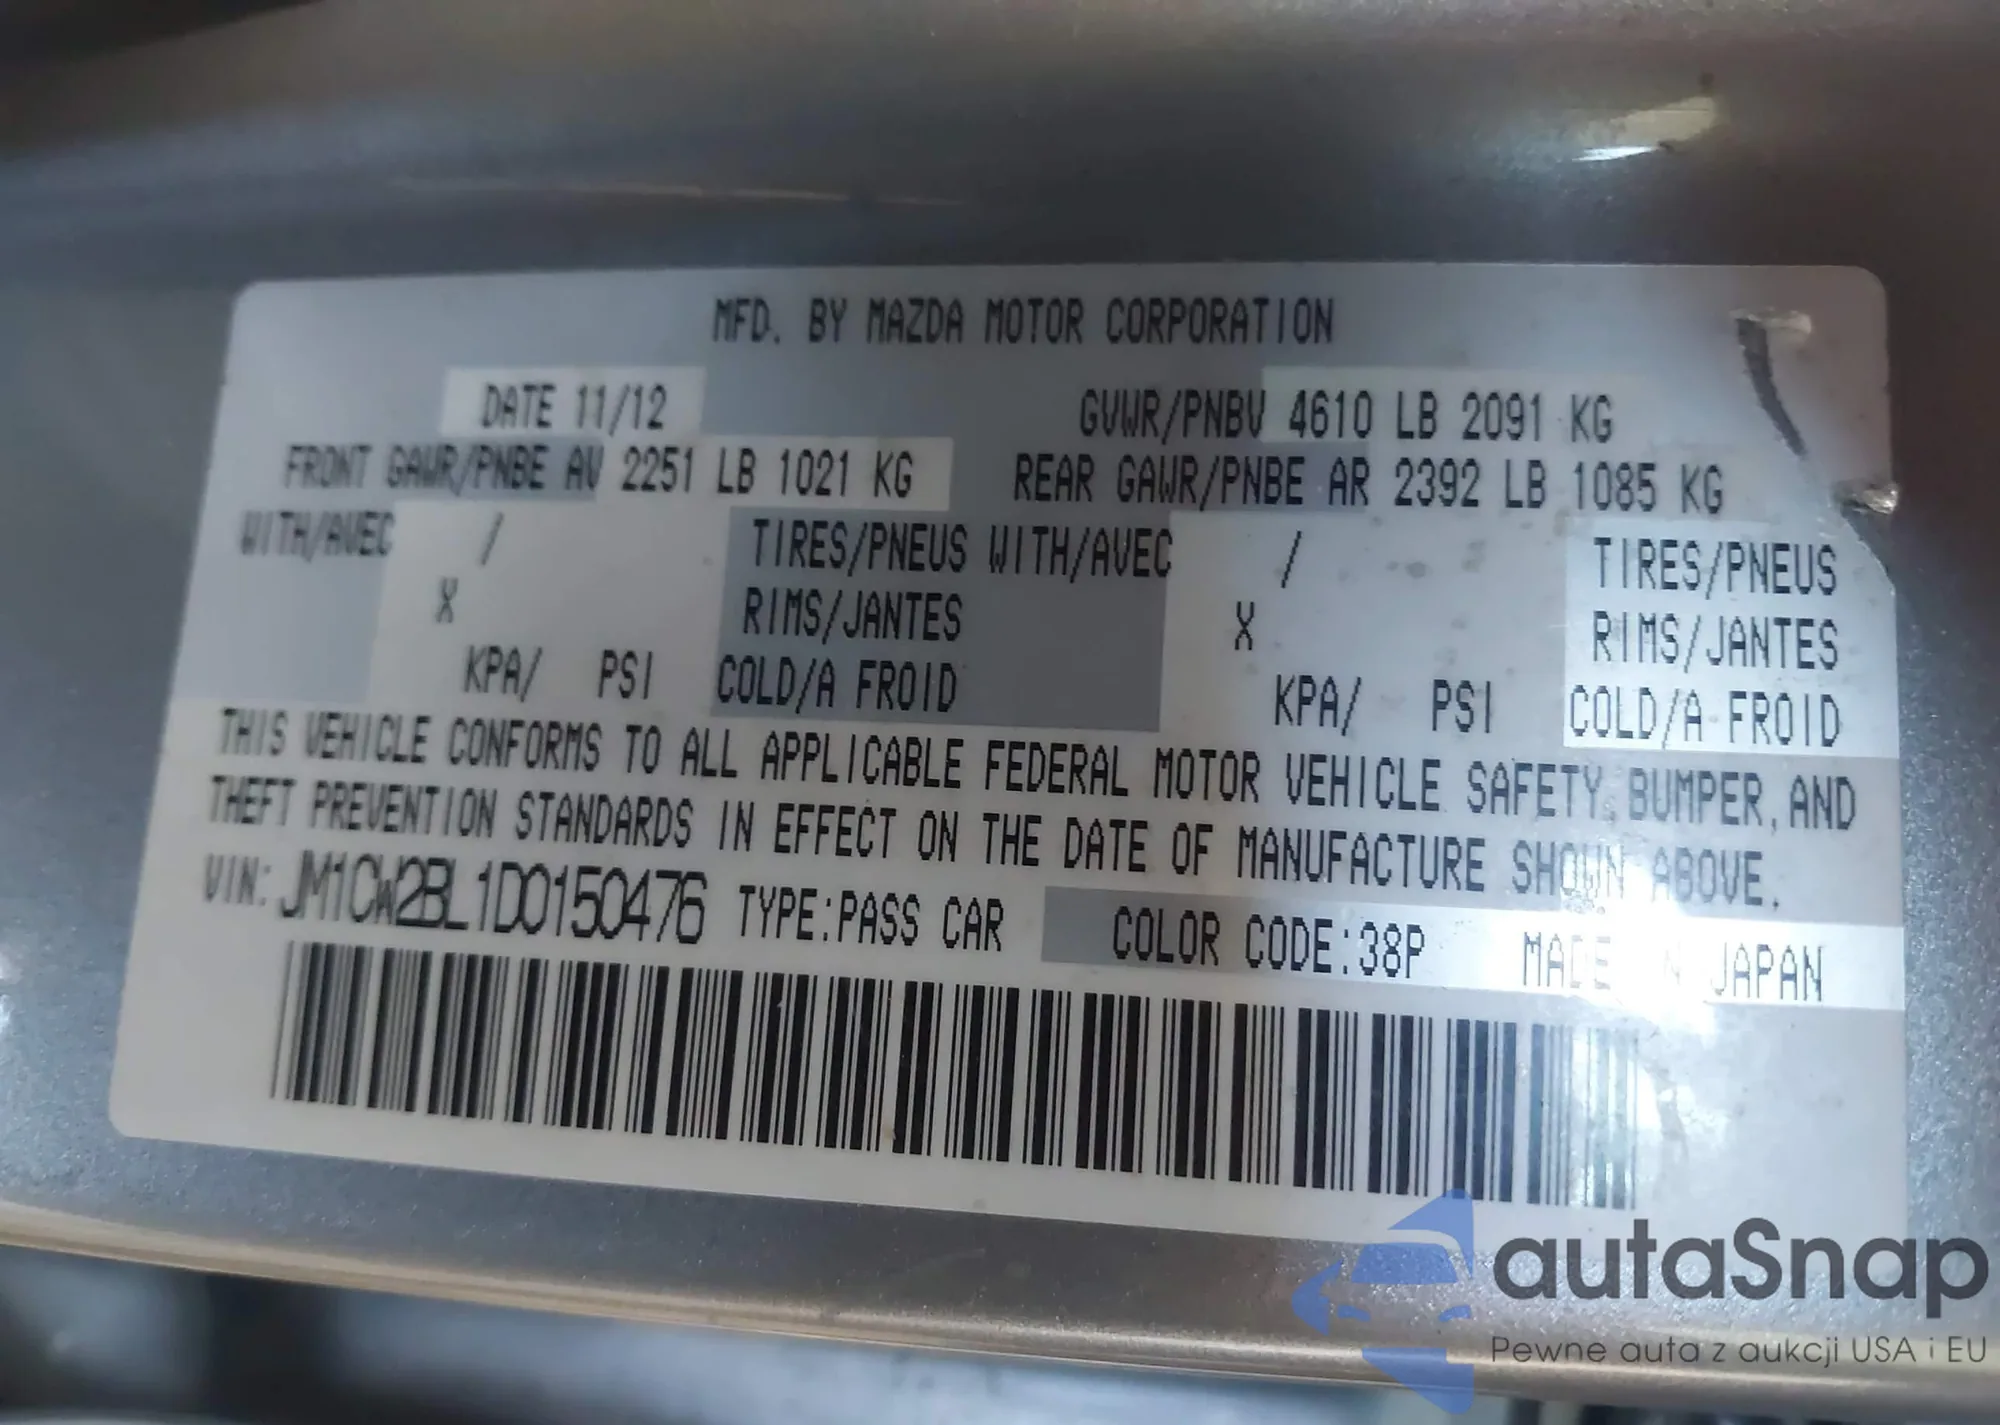 MFD. BY MAZDA MOTOR CORPORATION
DATE 11/12 GVWR/PNBV 4610 LB 2091 KG
FRONT GAWR/PNBE AV 2251 LB 1021 KG REAR GAWR/PNBE AR 2392 LB 1085 KG
WITH/AVEC / TIRES/PNEUS WITH/AVEC / TIRES/PNEUS
X RIMS/JANTES X RIMS/JANTES
KPA/ PSI COLD/A FROID KPA/ PSI COLD/A FROID
THIS VEHICLE CONFORMS TO ALL APPLICABLE FEDERAL MOTOR VEHICLE SAFETY, BUMPER, AND
THEFT PREVENTION STANDARDS IN EFFECT ON THE DATE OF MANUFACTURE SHOWN ABOVE.
VIN: JM1CW2BL1D0150476 TYPE:PASS CAR COLOR CODE:38P MADE IN JAPAN
autaSnap
Pewne auta z aukcji USA i EU